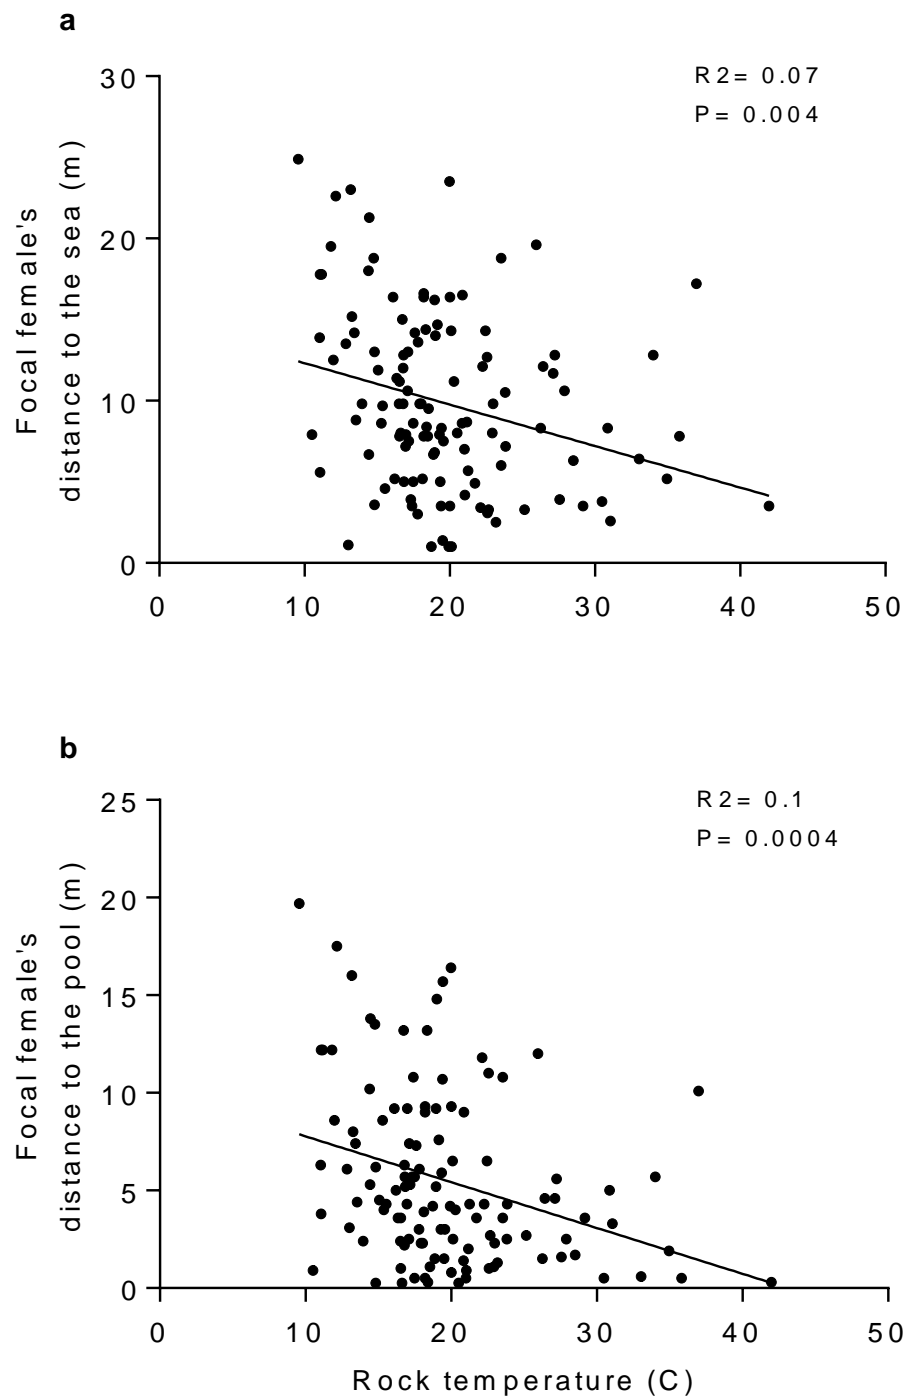 a
R2= 0.07
P= 0.004
30
20
10
0
Focal female's
distance to the sea (m)
0 10 20 30 40 50
b
R2= 0.1
P= 0.0004
25
20
15
10
5
0
Focal female's
distance to the pool (m)
0 10 20 30 40 50
Rock temperature (C)